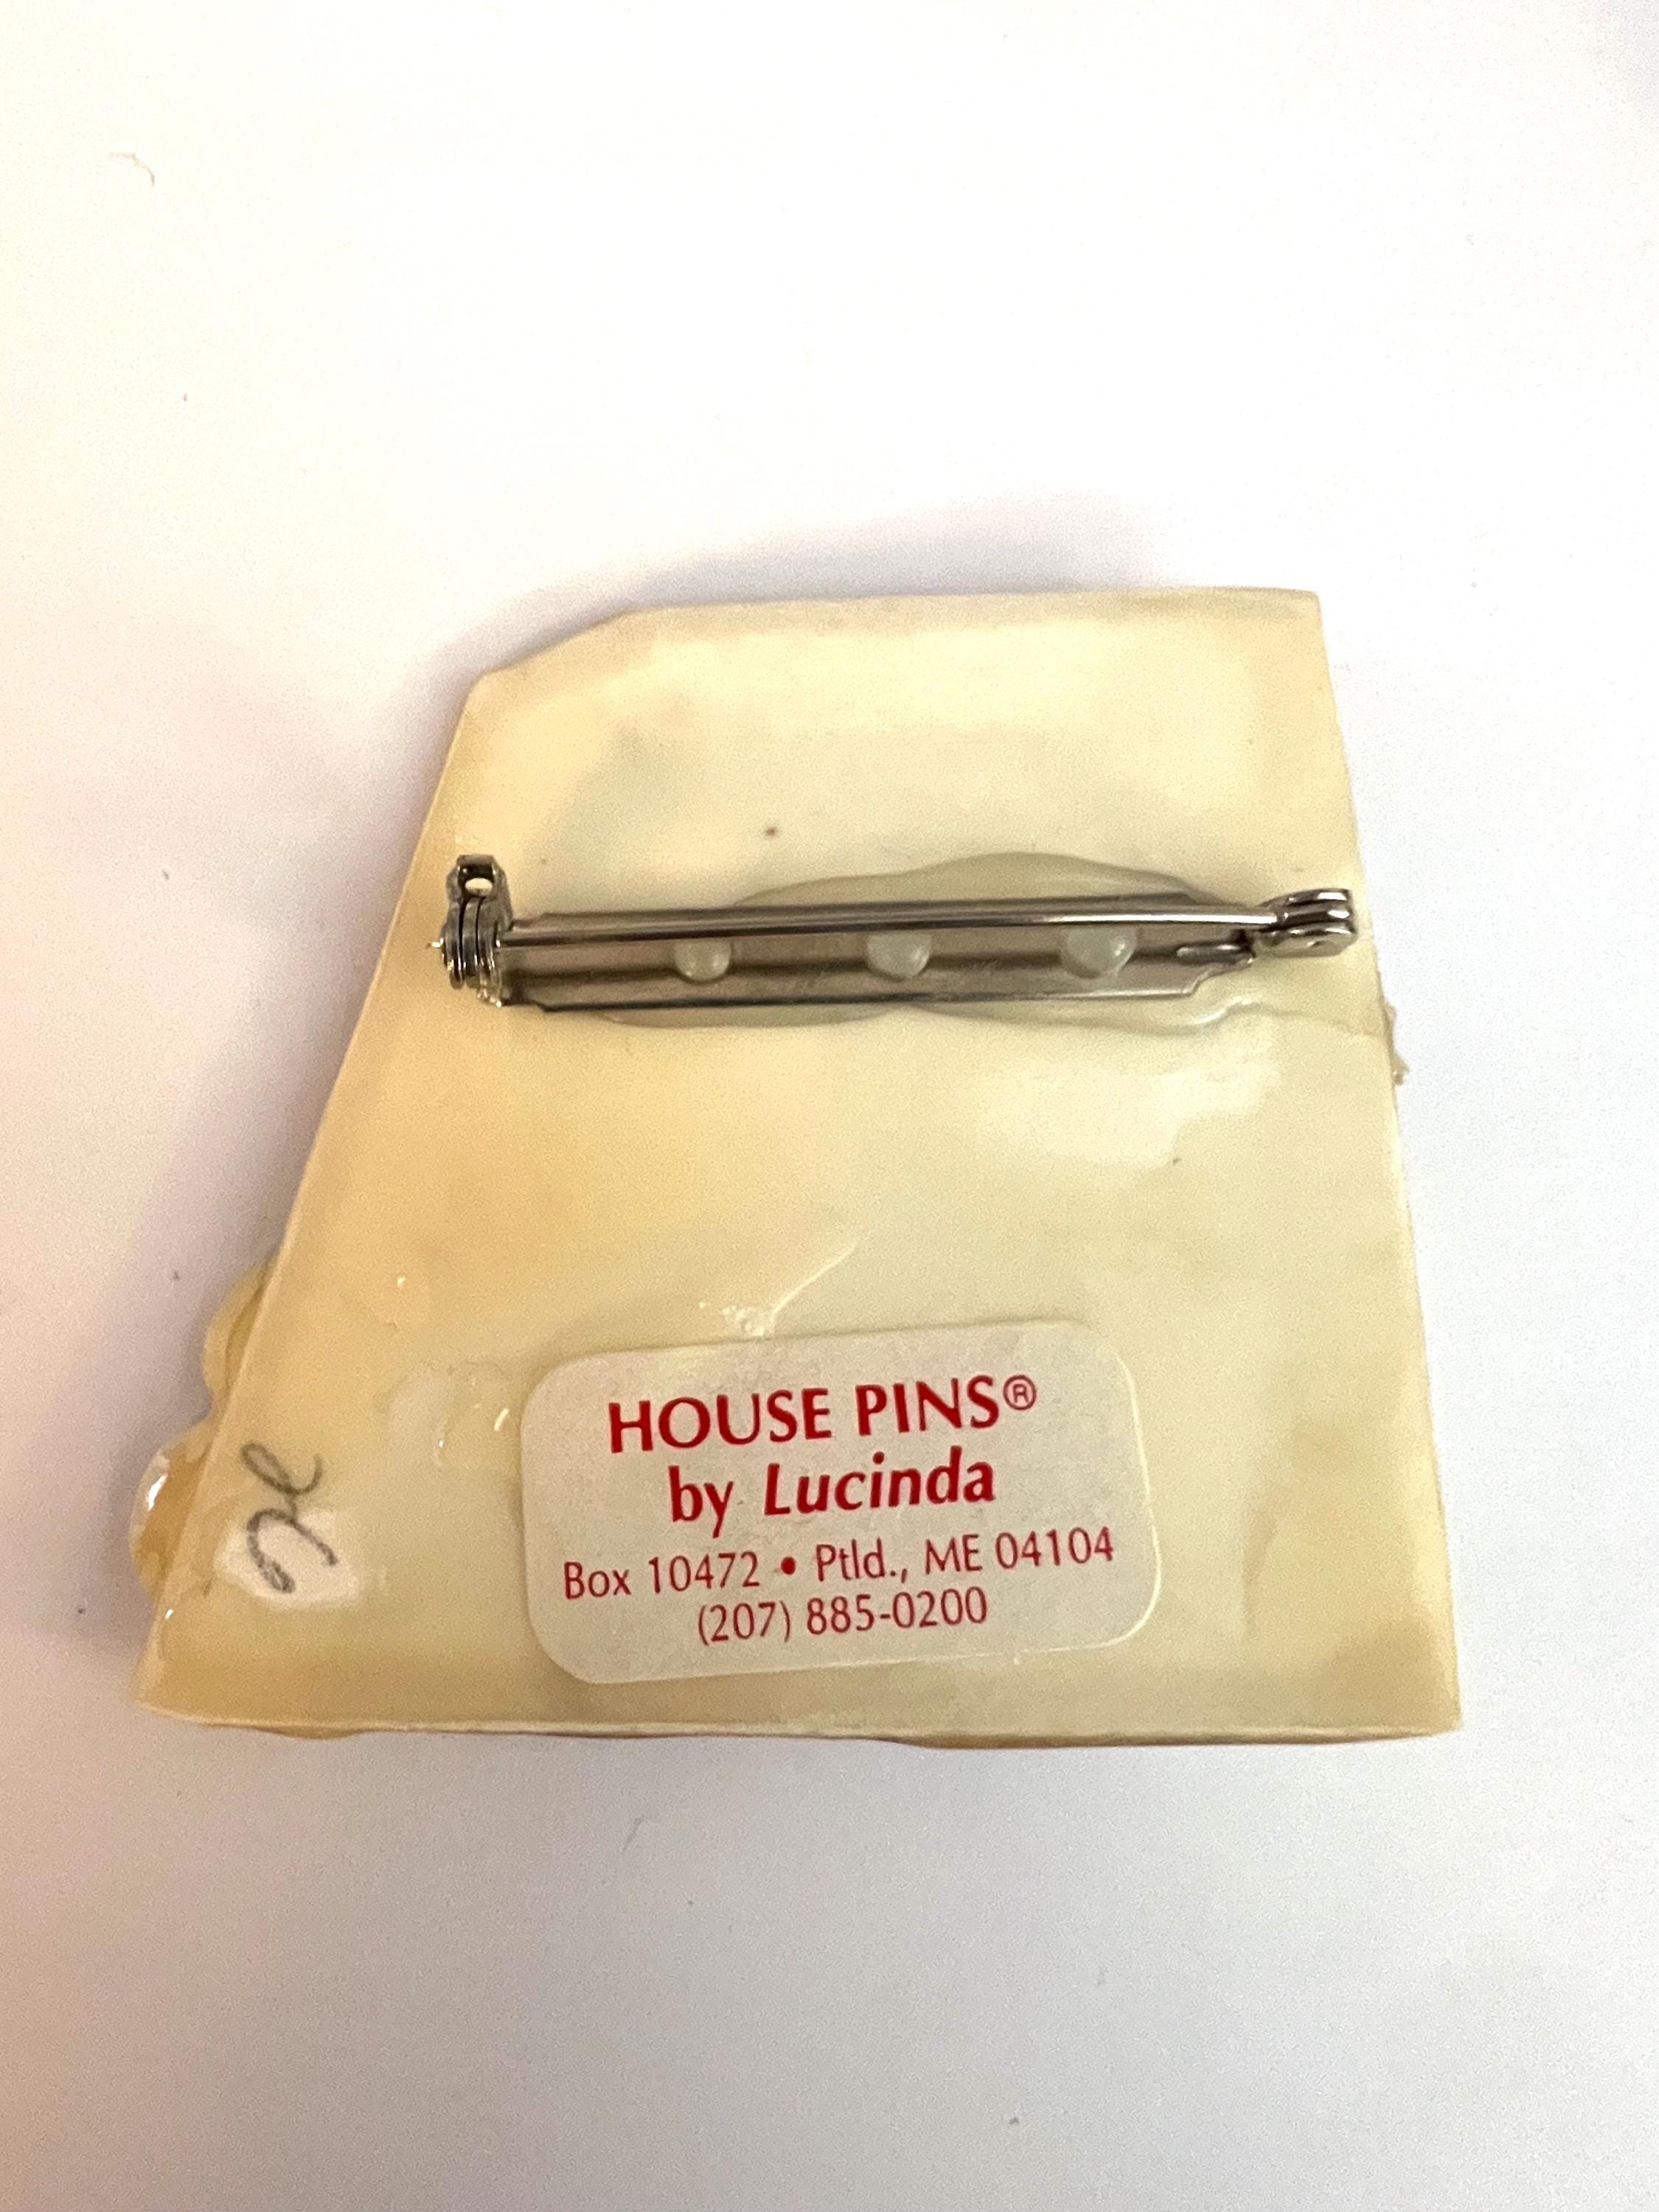 HOUSE PINS®
by Lucinda
Box 10472 • Ptld., ME 04104
(207) 885-0200